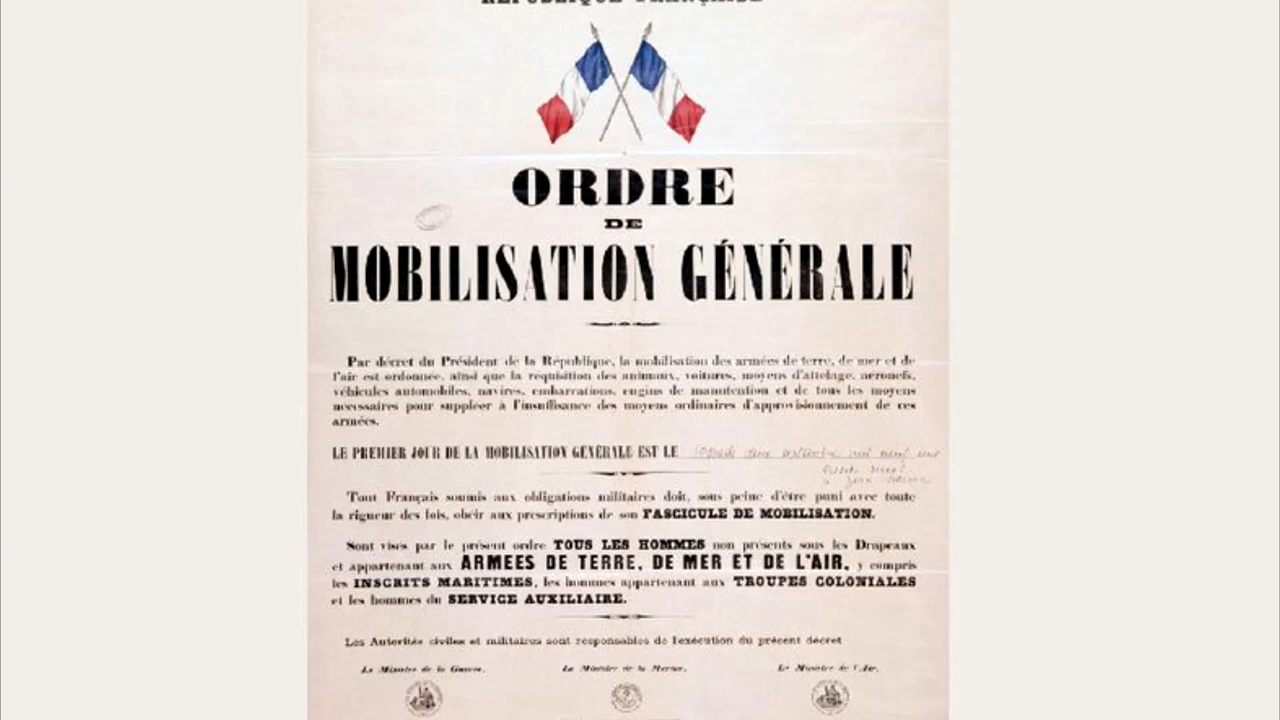 RÉPUBLIQUE FRANÇAISE
ORDRE
DE
MOBILISATION GÉNÉRALE
Par décret du Président de la République, la mobilisation des armées de terre, de mer et de
l'air est ordonnée, ainsi que la réquisition des animaux, voitures, moyens d'attelage, aéronefs,
véhicules automobiles, navires, embarcations, engins de manutention et de tous les moyens
nécessaires pour suppléer à l'insuffisance des moyens ordinaires d'approvisionnement de ces
armées.
LE PREMIER JOUR DE LA MOBILISATION GÉNÉRALE EST LE
Tout Français soumis aux obligations militaires doit, sous peine d'être puni avec toute
la rigueur des lois, obéir aux prescriptions de son FASCICULE DE MOBILISATION.
Sont visés par le présent ordre TOUS LES HOMMES non présents sous les Drapeaux
et appartenant aux ARMEES DE TERRE, DE MER ET DE L'AIR, y compris
les INSCRITS MARITIMES, les hommes appartenant aux TROUPES COLONIALES
et les hommes du SERVICE AUXILIAIRE.
Les Autorités civiles et militaires sont responsables de l'exécution du présent décret
Le Ministre de la Guerre, Le Ministre de la Marine, Le Ministre de l'Air,